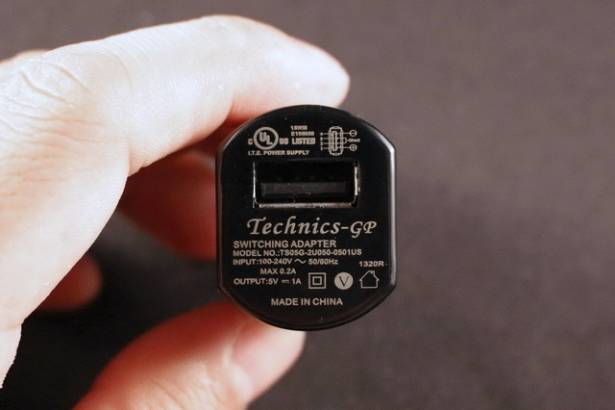 C UL US LISTED
I.T.E. POWER SUPPLY
Technics-GP
SWITCHING ADAPTER
MODEL NO.:TS05G-2U050-0501US
INPUT:100-240V ~ 50/60Hz
1320R
MAX 0.2A
OUTPUT:5V ⎓ 1A
V
MADE IN CHINA